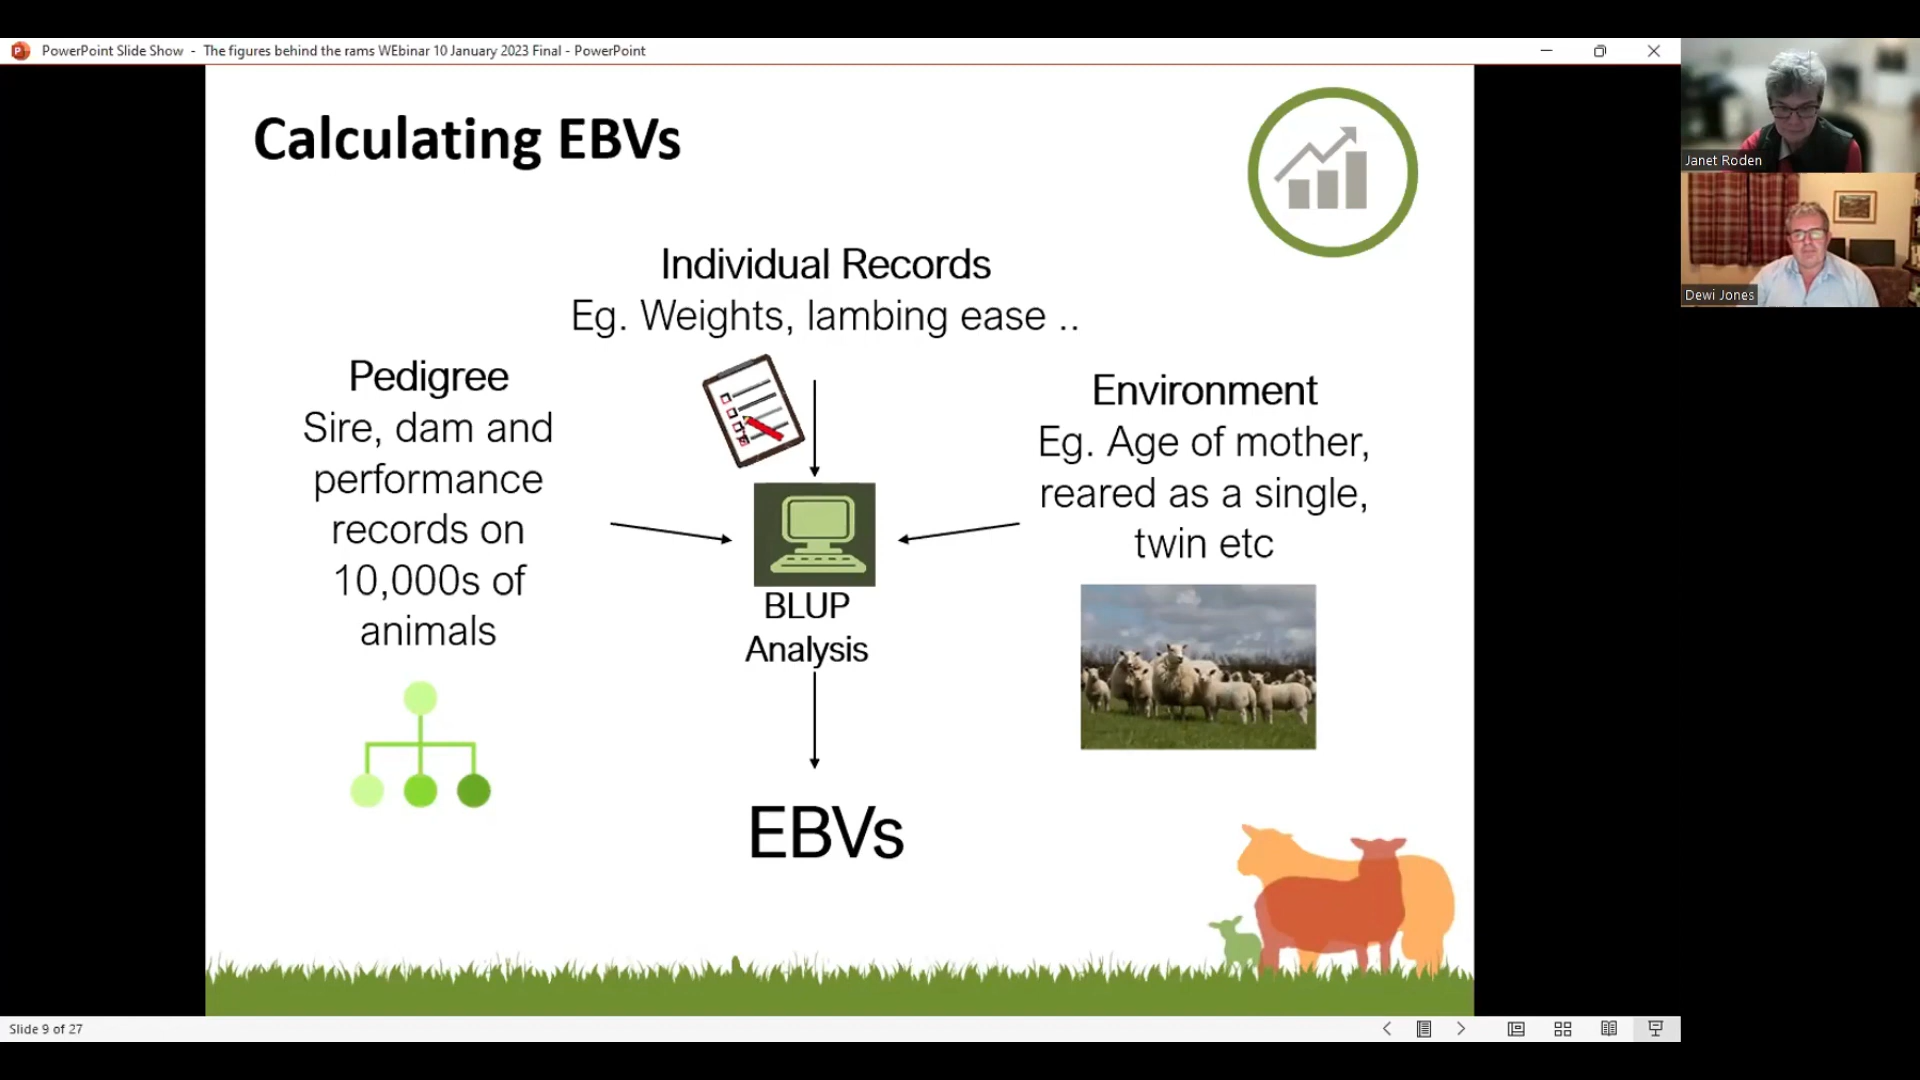 PowerPoint Slide Show - The figures behind the rams WEbinar 10 January 2023 Final - PowerPoint
Calculating EBVs
Individual Records
Eg. Weights, lambing ease ..
Pedigree
Sire, dam and
performance
records on
10,000s of
animals
Environment
Eg. Age of mother,
reared as a single,
twin etc
BLUP
Analysis
EBVs
Janet Roden
Dewi Jones
Slide 9 of 27